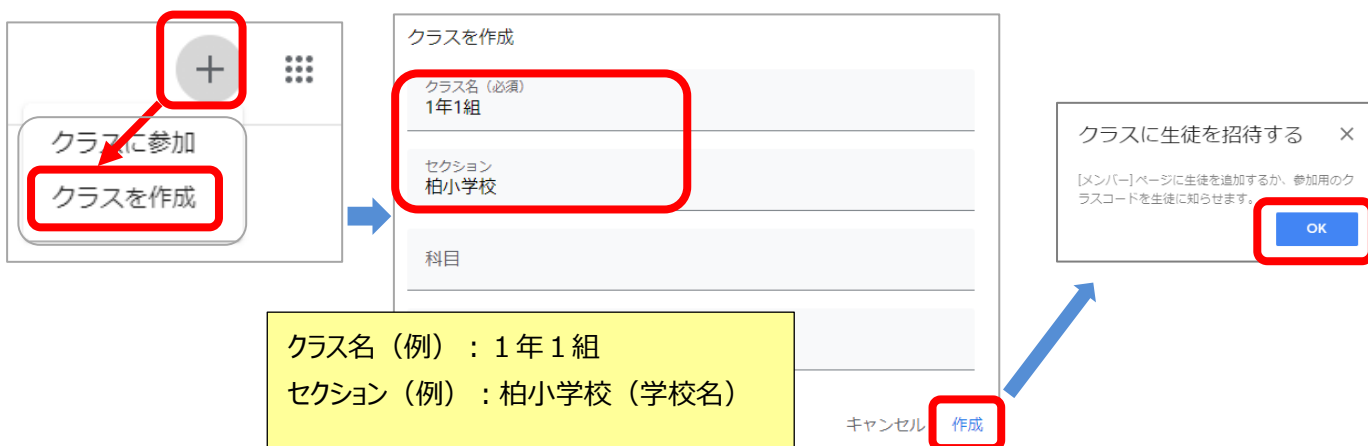 クラスに参加
クラスを作成
クラスを作成
クラス名（必須）
1年1組
セクション
柏小学校
科目
クラス名（例）：１年１組
セクション（例）：柏小学校（学校名）
キャンセル
作成
クラスに生徒を招待する
[メンバー] ページに生徒を追加するか、参加用のク
ラスコードを生徒に知らせます。
OK